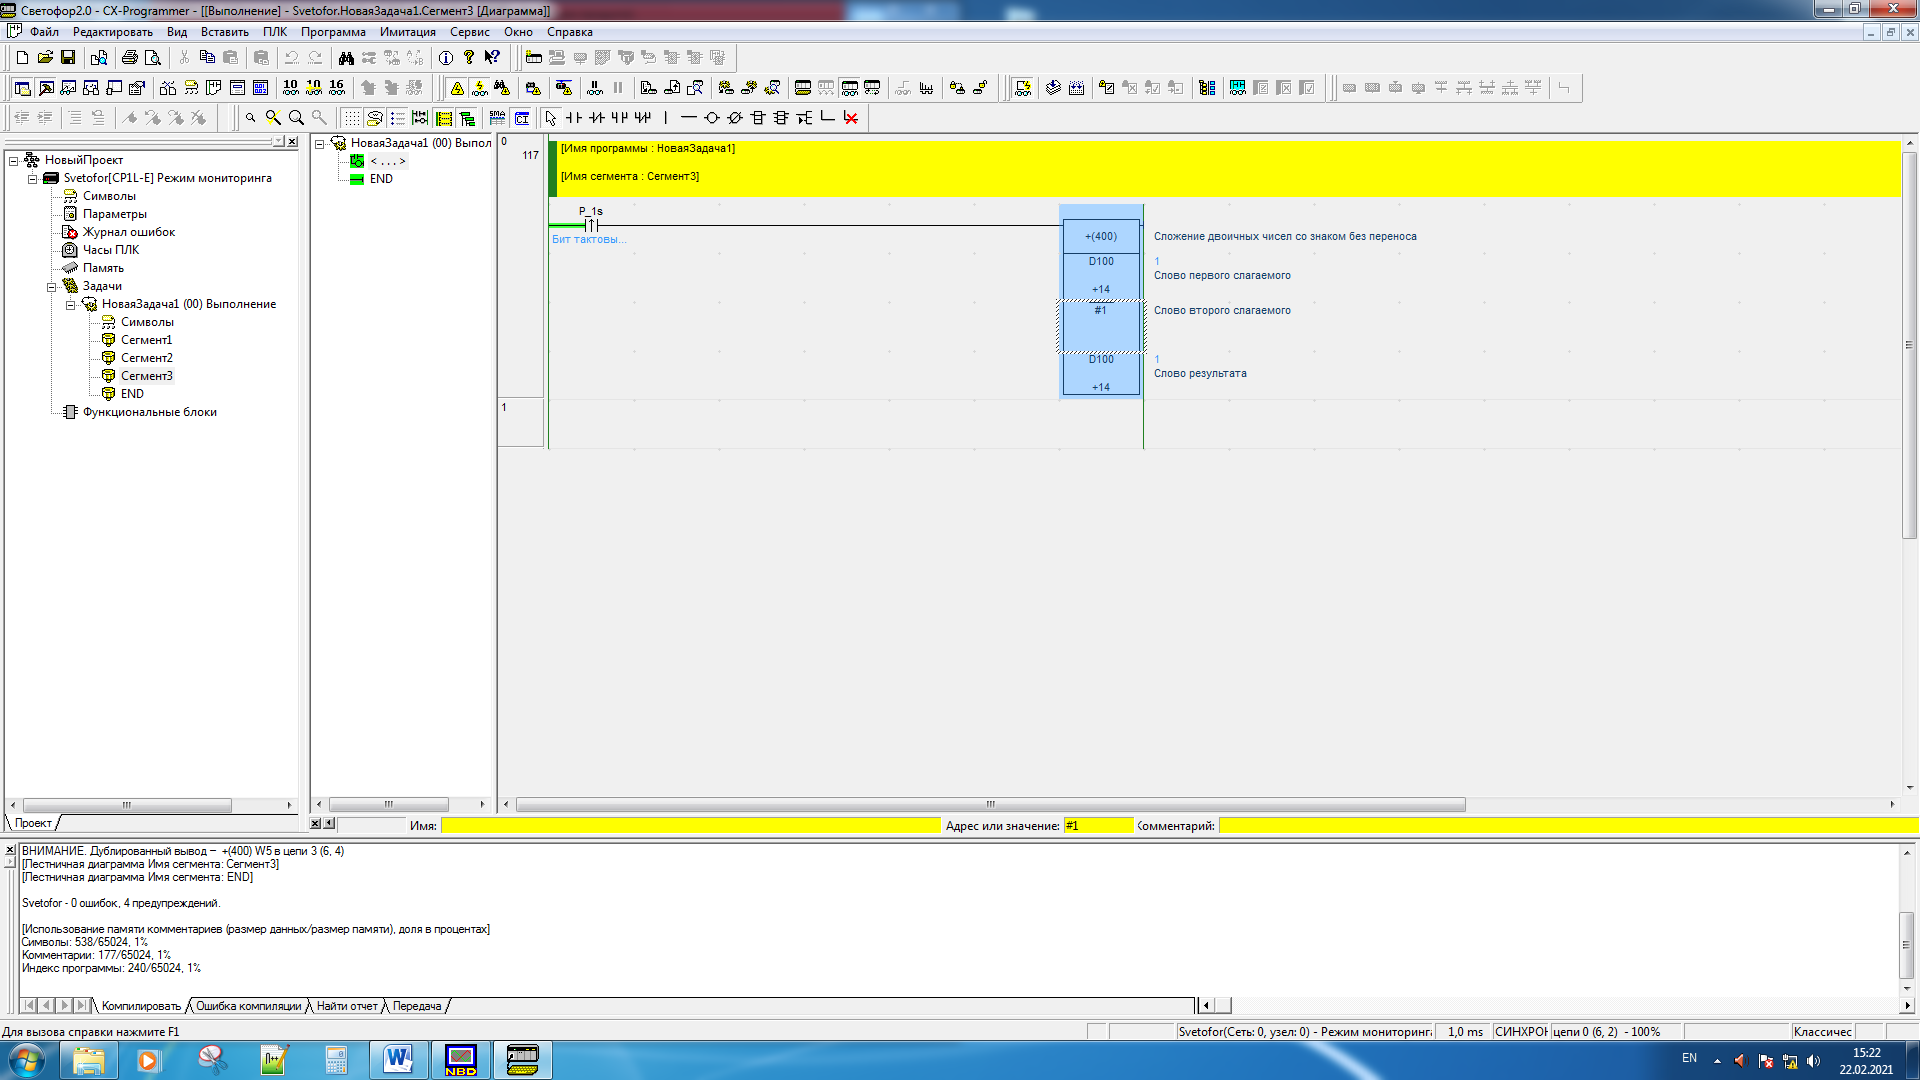 Светофор2.0 - CX-Programmer - [[Выполнение] - Svetofor.НоваяЗадача1.Сегмент3 [Диаграмма]]
Файл Редактировать Вид Вставить ПЛК Программа Имитация Сервис Окно Справка
10 10 16
SMA CI
НовыйПроект
Svetofor[CP1L-E] Режим мониторинга
Символы
Параметры
Журнал ошибок
Часы ПЛК
Память
Задачи
НоваяЗадача1 (00) Выполнение
Символы
Сегмент1
Сегмент2
Сегмент3
END
Функциональные блоки
Проект
НоваяЗадача1 (00) Выпол
<...>
END
0
117
[Имя программы : НоваяЗадача1]
[Имя сегмента : Сегмент3]
P_1s
Бит тактовы...
+(400)
Сложение двоичных чисел со знаком без переноса
D100
1
Слово первого слагаемого
+14
#1
Слово второго слагаемого
D100
1
Слово результата
+14
1
Имя:
Адрес или значение: #1
Комментарий:
ВНИМАНИЕ. Дублированный вывод – +(400) W5 в цепи 3 (6, 4)
[Лестничная диаграмма Имя сегмента: Сегмент3]
[Лестничная диаграмма Имя сегмента: END]
Svetofor - 0 ошибок, 4 предупреждений.
[Использование памяти комментариев (размер данных/размер памяти), доля в процентах]
Символы: 538/65024, 1%
Комментарии: 177/65024, 1%
Индекс программы: 240/65024, 1%
Компилировать Ошибка компиляции Найти отчет Передача
Для вызова справки нажмите F1
Svetofor(Сеть: 0, узел: 0) - Режим мониторинга
1,0 ms
СИНХРОН
цепи 0 (6, 2) - 100%
Классичес
NBD
EN
15:22
22.02.2021